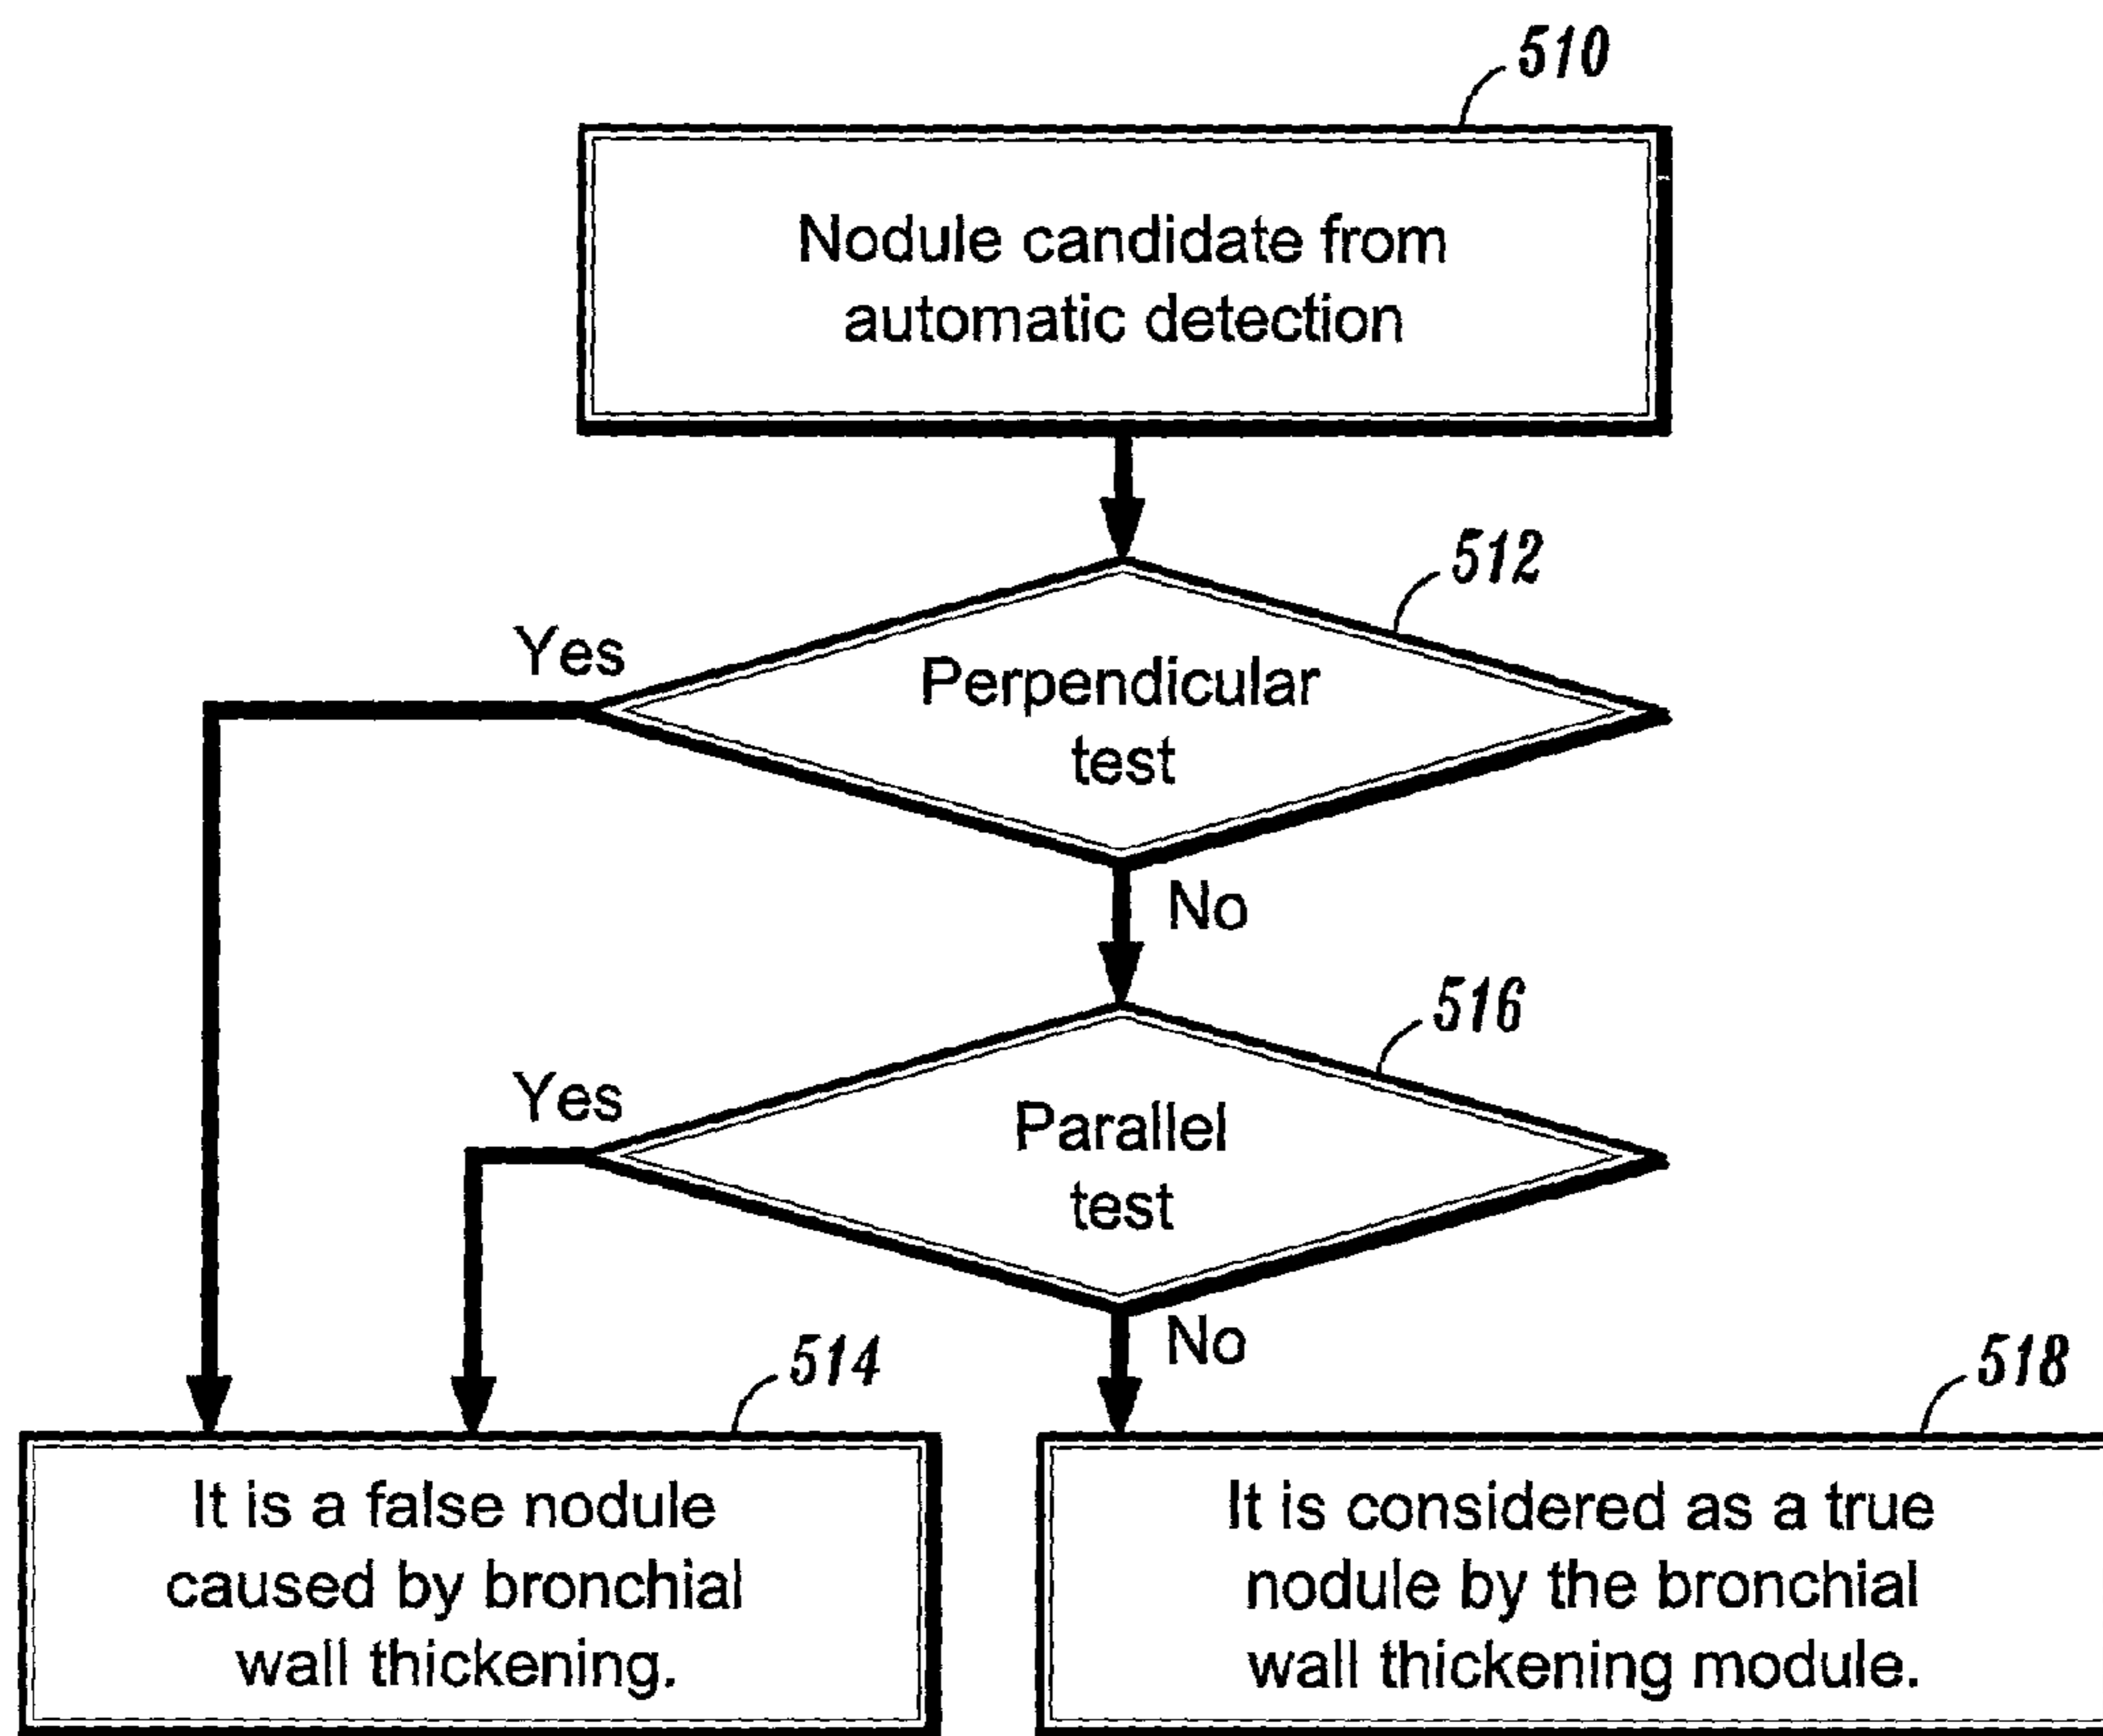 510
Nodule candidate from
automatic detection
512
Yes
Perpendicular
test
No
516
Yes
Parallel
test
No
514
518
It is a false nodule
caused by bronchial
wall thickening.
It is considered as a true
nodule by the bronchial
wall thickening module.